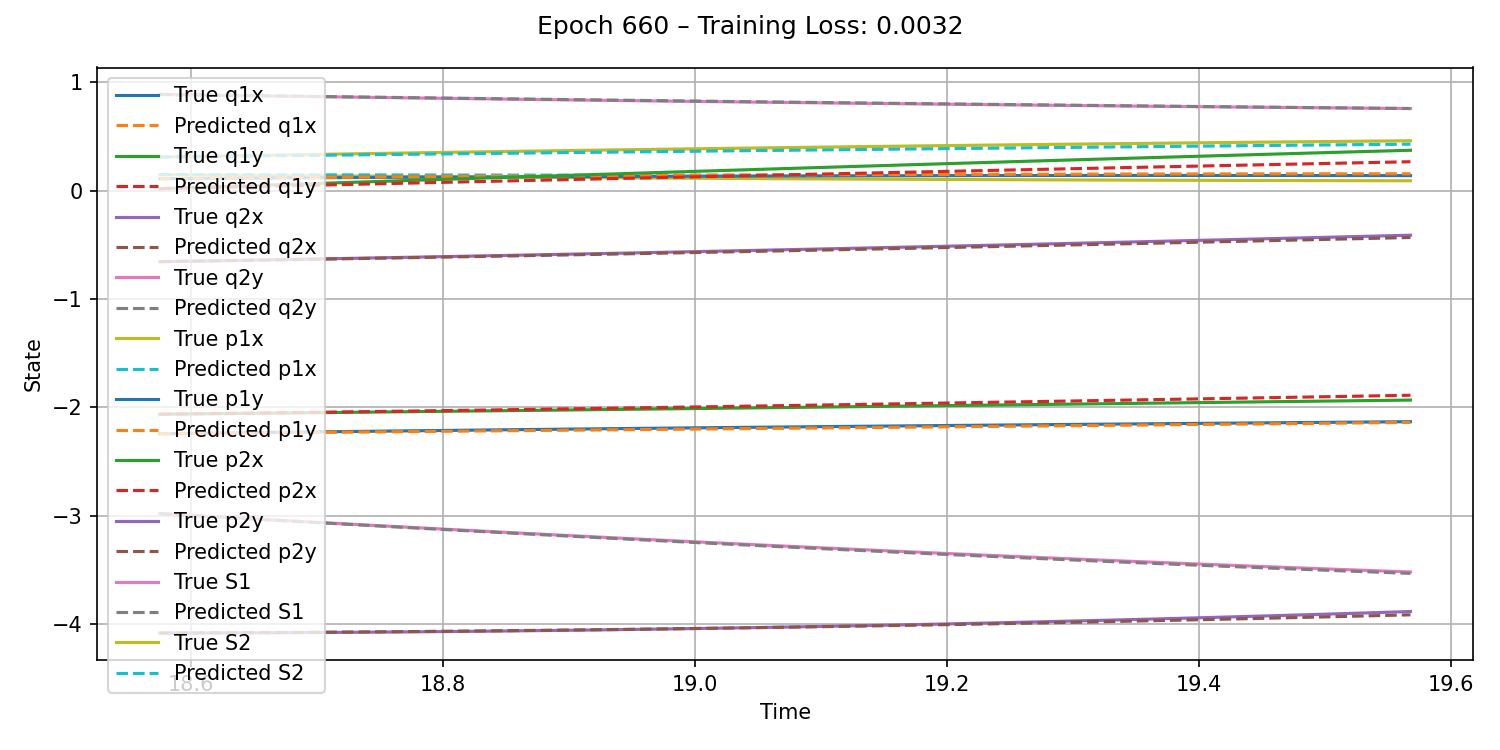 Epoch 660 – Training Loss: 0.0032
1
0
−1
−2
−3
−4
State
True q1x
Predicted q1x
True q1y
Predicted q1y
True q2x
Predicted q2x
True q2y
Predicted q2y
True p1x
Predicted p1x
True p1y
Predicted p1y
True p2x
Predicted p2x
True p2y
Predicted p2y
True S1
Predicted S1
True S2
Predicted S2
18.6 18.8 19.0 19.2 19.4 19.6
Time